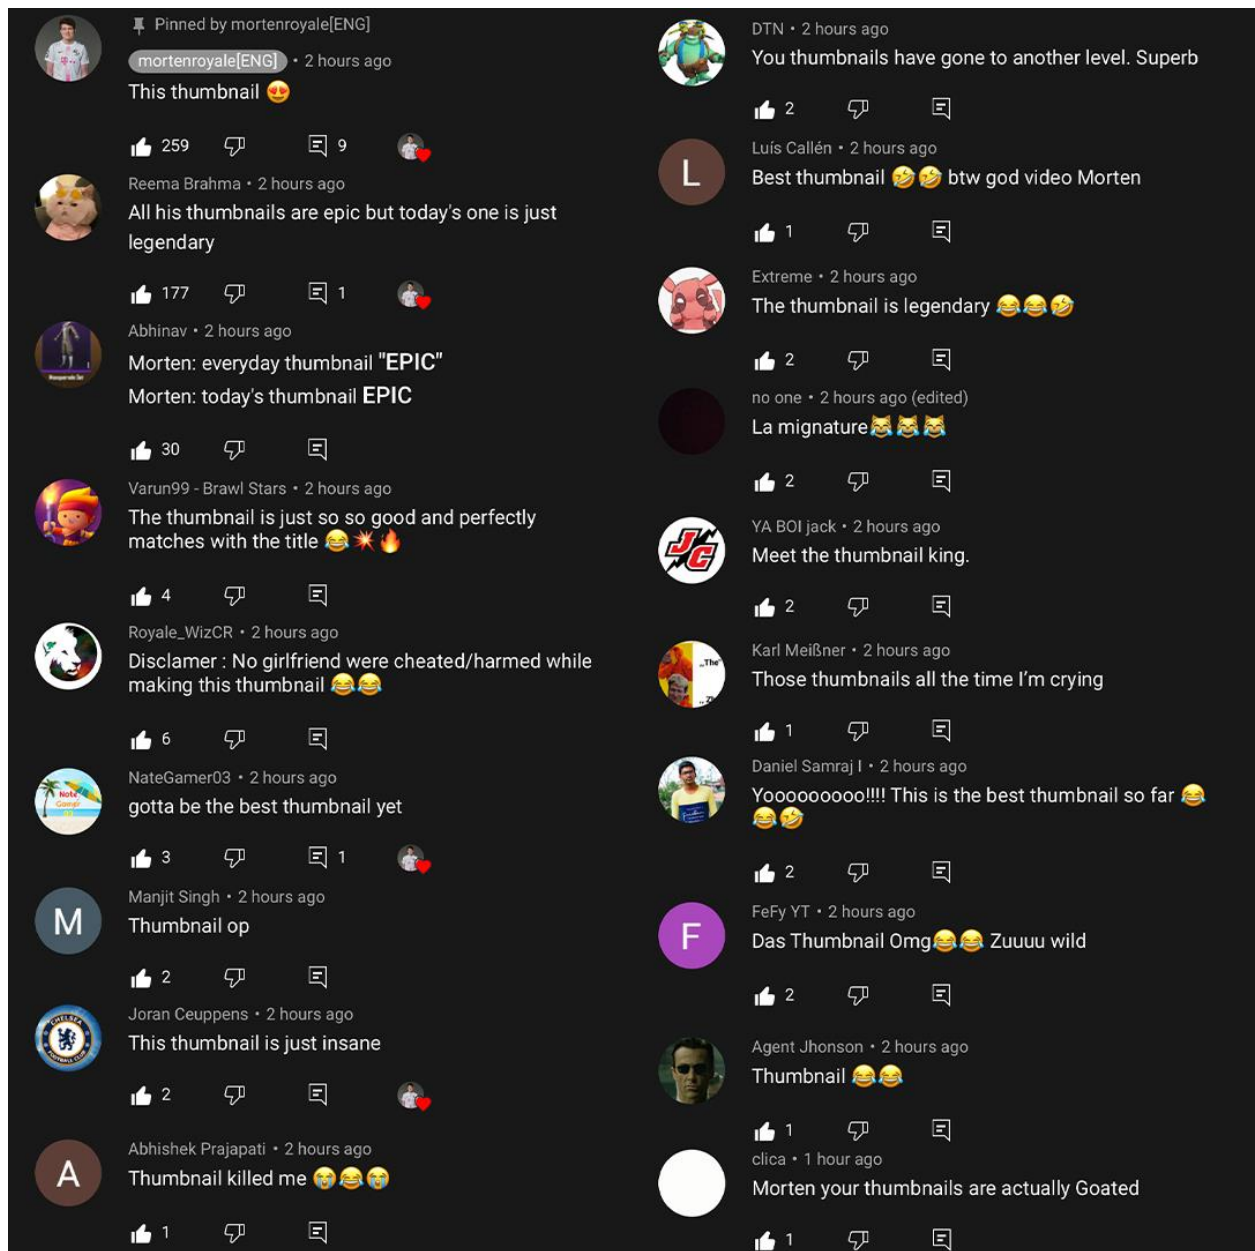 Pinned by mortenroyale[ENG]
mortenroyale[ENG] • 2 hours ago
This thumbnail 😍
259
9
Reema Brahma • 2 hours ago
All his thumbnails are epic but today's one is just
legendary
177
1
Abhinav • 2 hours ago
Morten: everyday thumbnail "EPIC"
Morten: today's thumbnail EPIC
30
Varun99 - Brawl Stars • 2 hours ago
The thumbnail is just so so good and perfectly
matches with the title 😂💥🔥
4
Royale_WizCR • 2 hours ago
Disclamer : No girlfriend were cheated/harmed while
making this thumbnail 😂😂
6
Note
Gamer
NateGamer03 • 2 hours ago
gotta be the best thumbnail yet
3
1
M
Manjit Singh • 2 hours ago
Thumbnail op
2
CHELSEA
FOOTBALL CLUB
Joran Ceuppens • 2 hours ago
This thumbnail is just insane
2
A
Abhishek Prajapati • 2 hours ago
Thumbnail killed me 😭😂😭
1
DTN • 2 hours ago
You thumbnails have gone to another level. Superb
2
L
Luís Callén • 2 hours ago
Best thumbnail 🤣🤣 btw god video Morten
1
Extreme • 2 hours ago
The thumbnail is legendary 😂😂🤣
2
no one • 2 hours ago (edited)
La mignature😹😹😹
2
JC
YA BOI jack • 2 hours ago
Meet the thumbnail king.
2
„The"
Karl Meißner • 2 hours ago
Those thumbnails all the time I’m crying
1
Daniel Samraj I • 2 hours ago
Yooooooooo!!!! This is the best thumbnail so far 😂
😂🤣
2
F
FeFy YT • 2 hours ago
Das Thumbnail Omg😂😂 Zuuuu wild
2
Agent Jhonson • 2 hours ago
Thumbnail 😂😂
1
clica • 1 hour ago
Morten your thumbnails are actually Goated
1